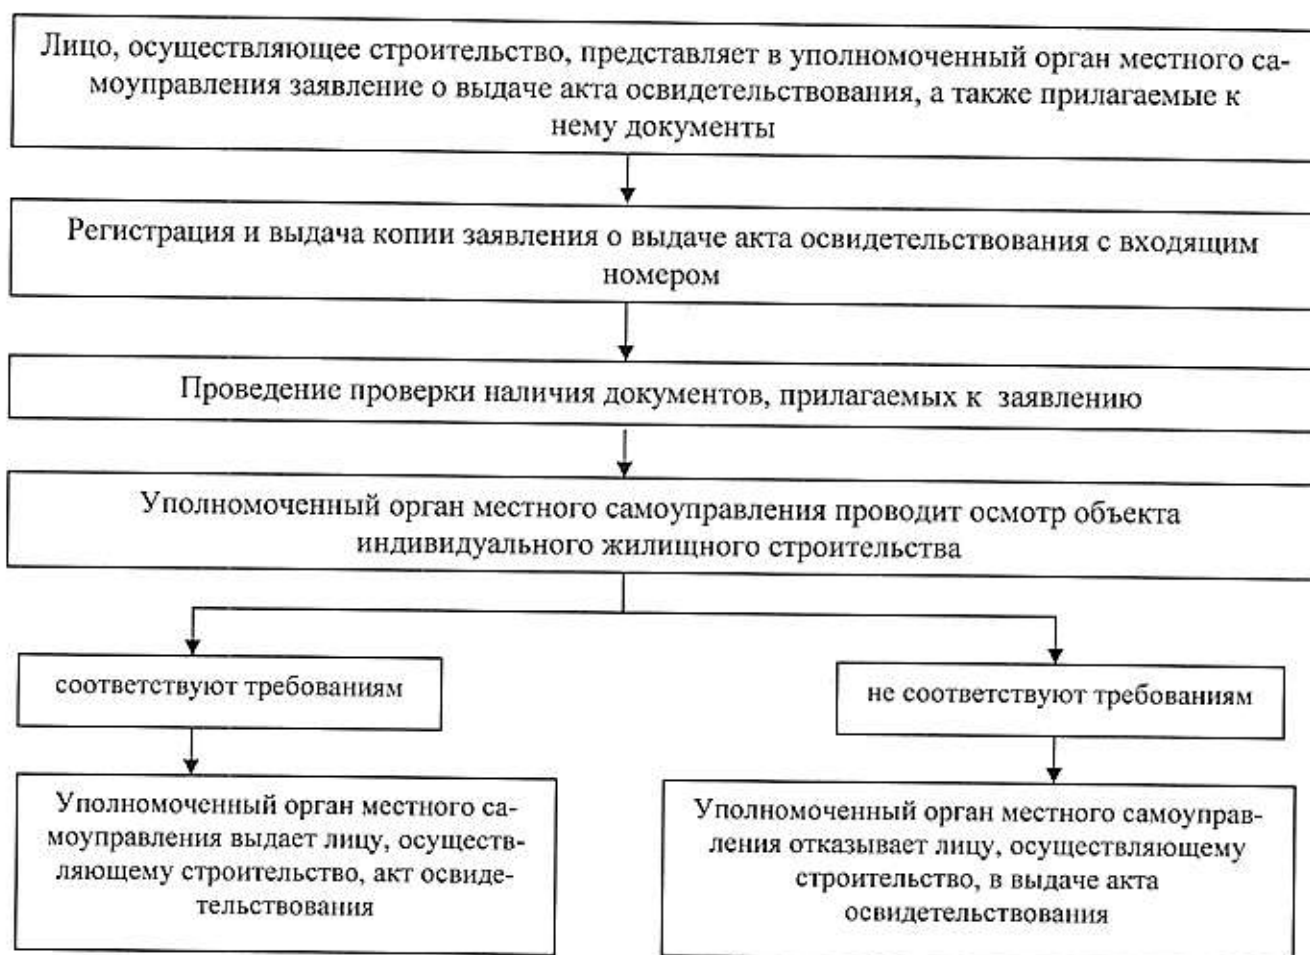 Лицо, осуществляющее строительство, представляет в уполномоченный орган местного са-
моуправления заявление о выдаче акта освидетельствования, а также прилагаемые к
нему документы
Регистрация и выдача копии заявления о выдаче акта освидетельствования с входящим
номером
Проведение проверки наличия документов, прилагаемых к заявлению
Уполномоченный орган местного самоуправления проводит осмотр объекта
индивидуального жилищного строительства
соответствуют требованиям
не соответствуют требованиям
Уполномоченный орган местного са-
моуправления выдает лицу, осуществ-
ляющему строительство, акт освиде-
тельствования
Уполномоченный орган местного самоуправ-
ления отказывает лицу, осуществляющему
строительство, в выдаче акта
освидетельствования